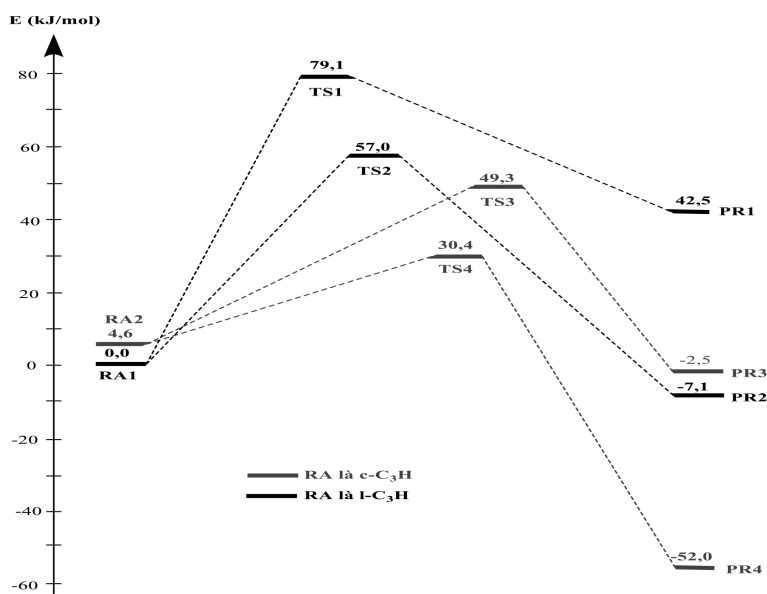 E (kJ/mol)
80
60
40
20
0
-20
-40
-60
79,1
TS1
57,0
TS2
49,3
TS3
30,4
TS4
42,5
PR1
RA2
4,6
0,0
RA1
-2,5
PR3
-7,1
PR2
RA là c-C₃H
RA là l-C₃H
-52,0
PR4